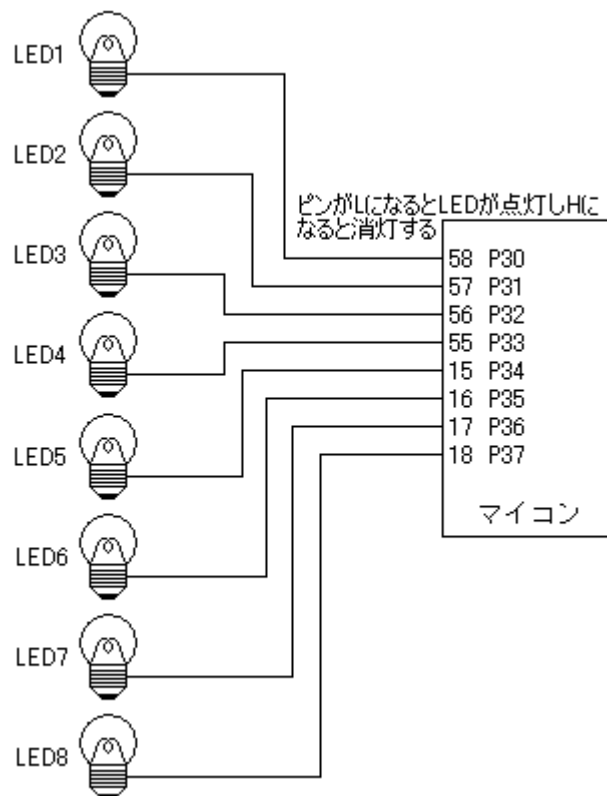 LED1
LED2
LED3
LED4
LED5
LED6
LED7
LED8
ピンがLになるとLEDが点灯しHに
なると消灯する
58 P30
57 P31
56 P32
55 P33
15 P34
16 P35
17 P36
18 P37
マイコン